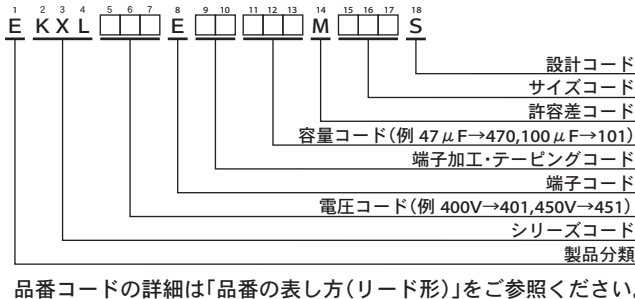 1 2 3 4 5 6 7 8 9 10 11 12 13 14 15 16 17 18
E K X L □□□ E □□ □□□ M □□□ S
設計コード
サイズコード
許容差コード
容量コード(例 47μF→470,100μF→101)
端子加工・テーピングコード
端子コード
電圧コード(例 400V→401,450V→451)
シリーズコード
製品分類
品番コードの詳細は「品番の表し方(リード形)」をご参照ください。